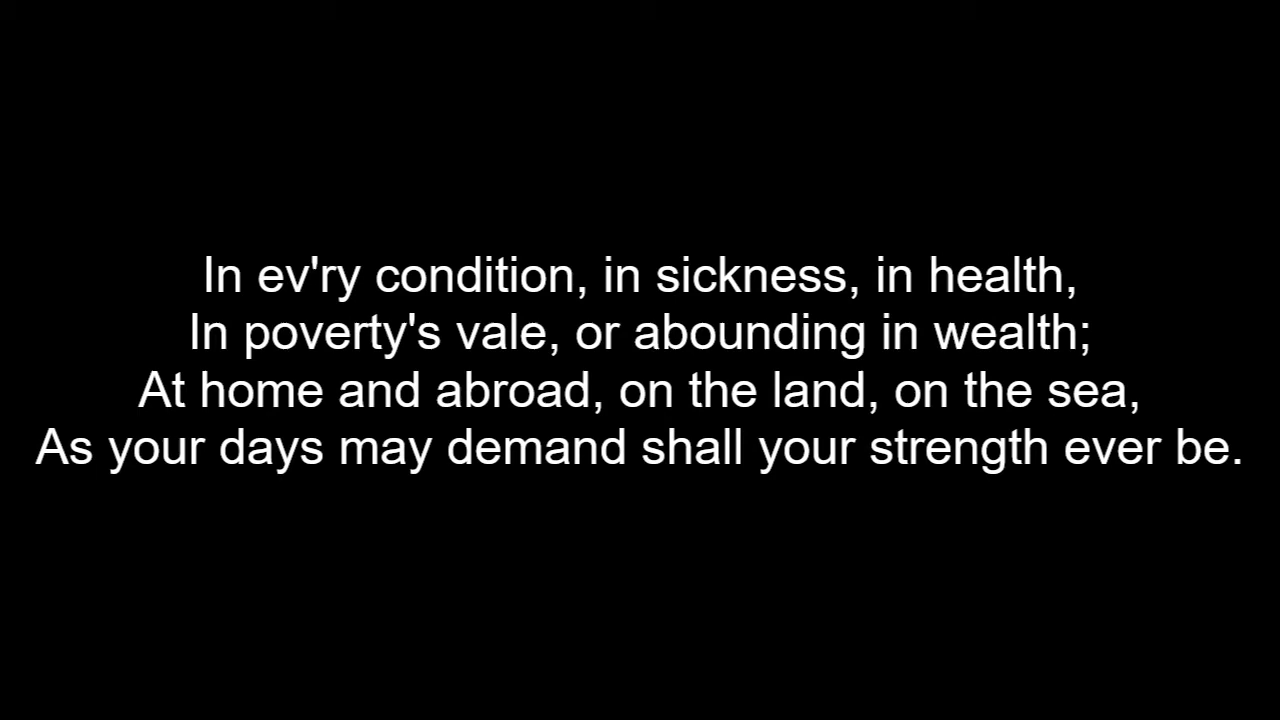 In ev'ry condition, in sickness, in health,
In poverty's vale, or abounding in wealth;
At home and abroad, on the land, on the sea,
As your days may demand shall your strength ever be.